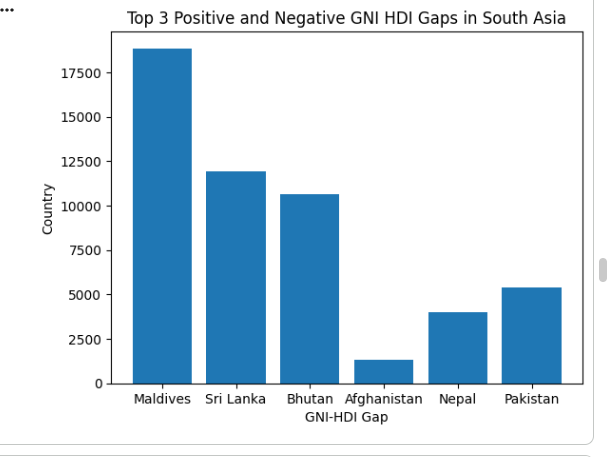 ...
Top 3 Positive and Negative GNI HDI Gaps in South Asia
Country
17500
15000
12500
10000
7500
5000
2500
0
Maldives Sri Lanka Bhutan Afghanistan Nepal Pakistan
GNI-HDI Gap